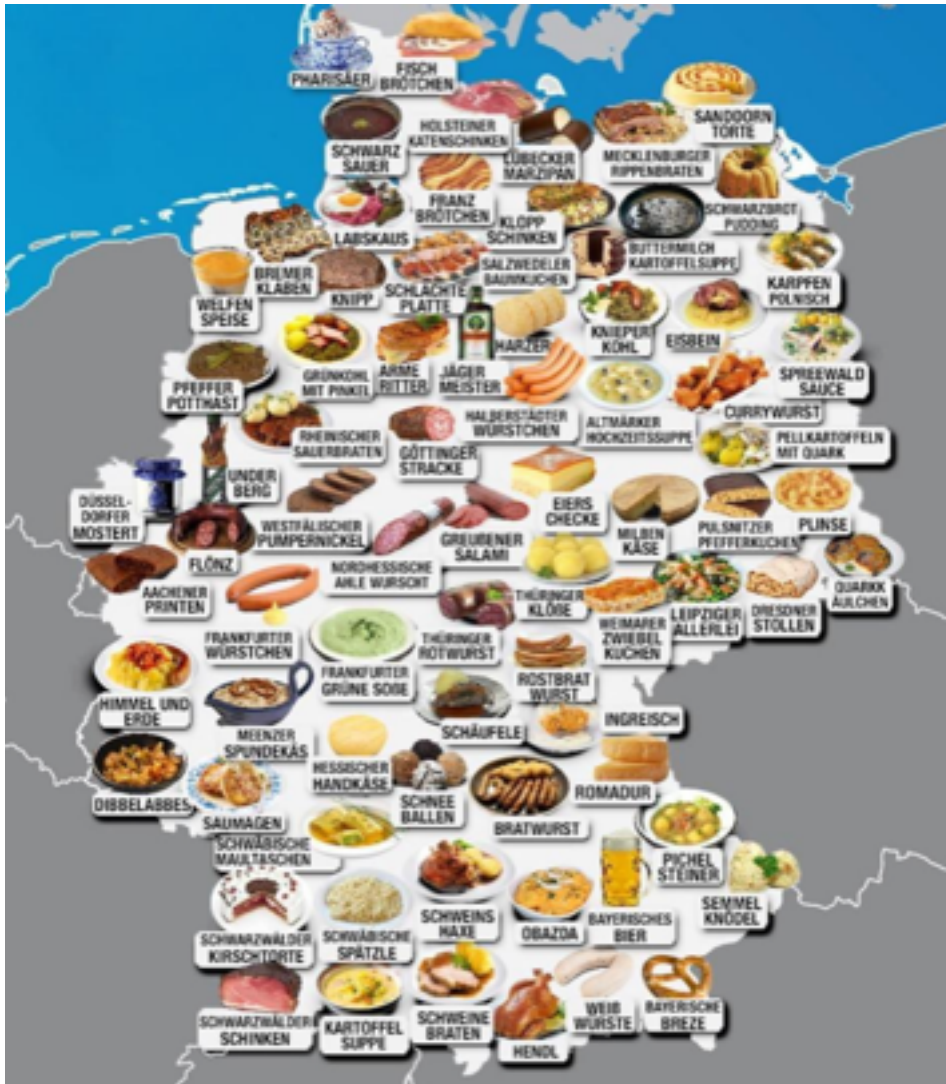 PHARISÄER
FISCH
BRÖTCHEN
SCHWARZ
SAUER
HOLSTEINER
KATENSCHINKEN
LÜBECKER
MARZIPAN
MECKLENBURGER
RIPPENBRATEN
SANDDORN
TORTE
LABSKAUS
FRANZ
BRÖTCHEN
KLOPP
SCHINKEN
SCHWARZBROT
PUDDING
BUTTERMILCH
KARTOFFELSUPPE
WELFEN
SPEISE
BREMER
KLABEN
KNIPP
SCHLACHTE
PLATTE
SALZWEDELER
BAUMKUCHEN
KARPFEN
POLNISCH
PFEFFER
POTTHAST
GRÜNKOHL
MIT PINKEL
ARME
RITTER
JÄGER
MEISTER
HARZER
KNIEPER
KOHL
EISBEIN
SPREEWALD
SAUCE
RHEINISCHER
SAUERBRATEN
GÖTTINGER
STRACKE
HALBERSTÄDTER
WÜRSTCHEN
ALTMÄRKER
HOCHZEITSSUPPE
CURRYWURST
PELLKARTOFFELN
MIT QUARK
DÜSSEL-
DORFER
MOSTERT
UNDER
BERG
FLÖNZ
WESTFÄLISCHER
PUMPERNICKEL
GREUßENER
SALAMI
EIERS
CHECKE
MILBEN
KÄSE
PULSNITZER
PFEFFERKUCHEN
PLINSE
AACHENER
PRINTEN
NORDHESSISCHE
AHLE WURSCHT
THÜRINGER
KLÖßE
WEIMARER
ZWIEBEL
KUCHEN
LEIPZIGER
ALLERLEI
DRESDNER
STOLLEN
QUARKK
ÄULCHEN
FRANKFURTER
WÜRSTCHEN
FRANKFURTER
GRÜNE SOßE
THÜRINGER
ROTWURST
ROSTBRAT
WURST
HIMMEL UND
ERDE
MEENZER
SPUNDEKÄS
SCHÄUFELE
INGREISCH
DIBBELABBES
SAUMAGEN
HESSISCHER
HANDKÄSE
SCHNEE
BALLEN
BRATWURST
ROMADUR
SCHWÄBISCHE
MAULTASCHEN
PICHEL
STEINER
SEMMEL
KNÖDEL
SCHWARZWÄLDER
KIRSCHTORTE
SCHWÄBISCHE
SPÄTZLE
SCHWEINS
HAXE
OBAZDA
BAYERISCHES
BIER
SCHWARZWÄLDER
SCHINKEN
KARTOFFEL
SUPPE
SCHWEINE
BRATEN
HENDL
WEIß
WURSTE
BAYERISCHE
BREZE